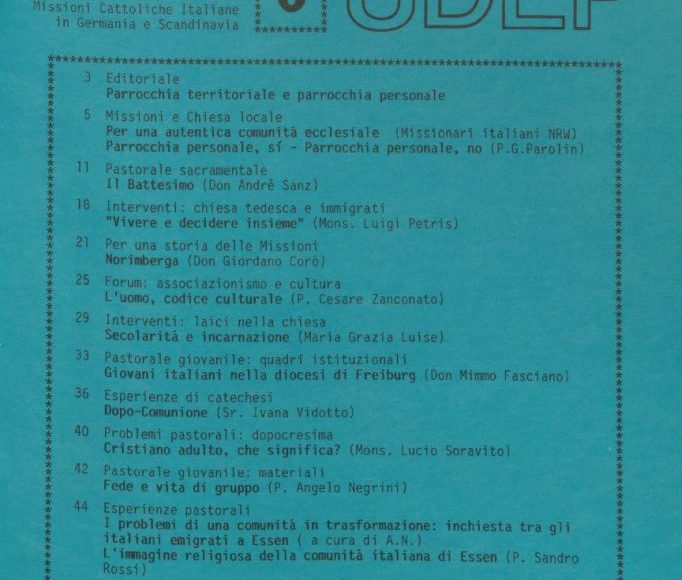 Missioni Cattoliche Italiane
in Germania e Scandinavia
UDEP
3 Editoriale
Parrocchia territoriale e parrocchia personale
5 Missioni e Chiesa locale
Per una autentica comunitá ecclesiale (Missionari italiani NRW)
Parrocchia personale, sí - Parrocchia personale, no (P.G.Parolin)
11 Pastorale sacramentale
Il Battesimo (Don André Sanz)
18 Interventi: chiesa tedesca e immigrati
"Vivere e decidere insieme" (Mons. Luigi Petris)
21 Per una storia delle Missioni
Norimberga (Don Giordano Coró)
25 Forum: associazionismo e cultura
L'uomo, codice culturale (P. Cesare Zanconato)
29 Interventi: laici nella chiesa
Secolaritá e incarnazione (Maria Grazia Luise)
33 Pastorale giovanile: quadri istituzionali
Giovani italiani nella diocesi di Freiburg (Don Mimmo Fasciano)
36 Esperienze di catechesi
Dopo-Comunione (Sr. Ivana Vidotto)
40 Problemi pastorali: dopocresima
Cristiano adulto, che significa? (Mons. Lucio Soravito)
42 Pastorale giovanile: materiali
Fede e vita di gruppo (P. Angelo Negrini)
44 Esperienze pastorali
I problemi di una comunitá in trasformazione: inchiesta tra gli
italiani emigrati a Essen ( a cura di A.N.)
L'immagine religiosa della comunitá italiana di Essen (P. Sandro
Rossi)